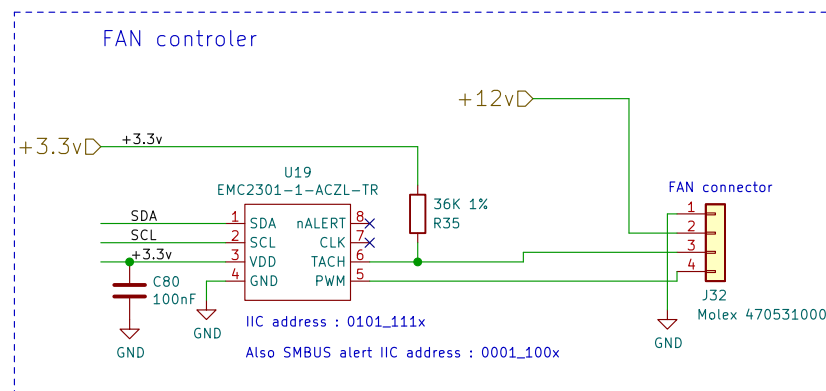 FAN controler
+12v
+3.3v
+3.3v
U19
EMC2301-1-ACZL-TR
FAN connector
36K 1%
R35
SDA
SCL
+3.3v
1 SDA nALERT 8
2 SCL CLK 7
3 VDD TACH 6
4 GND PWM 5
1
2
3
4
C80
100nF
J32
Molex 470531000
IIC address : 0101_111x
GND
GND
GND
Also SMBUS alert IIC address : 0001_100x